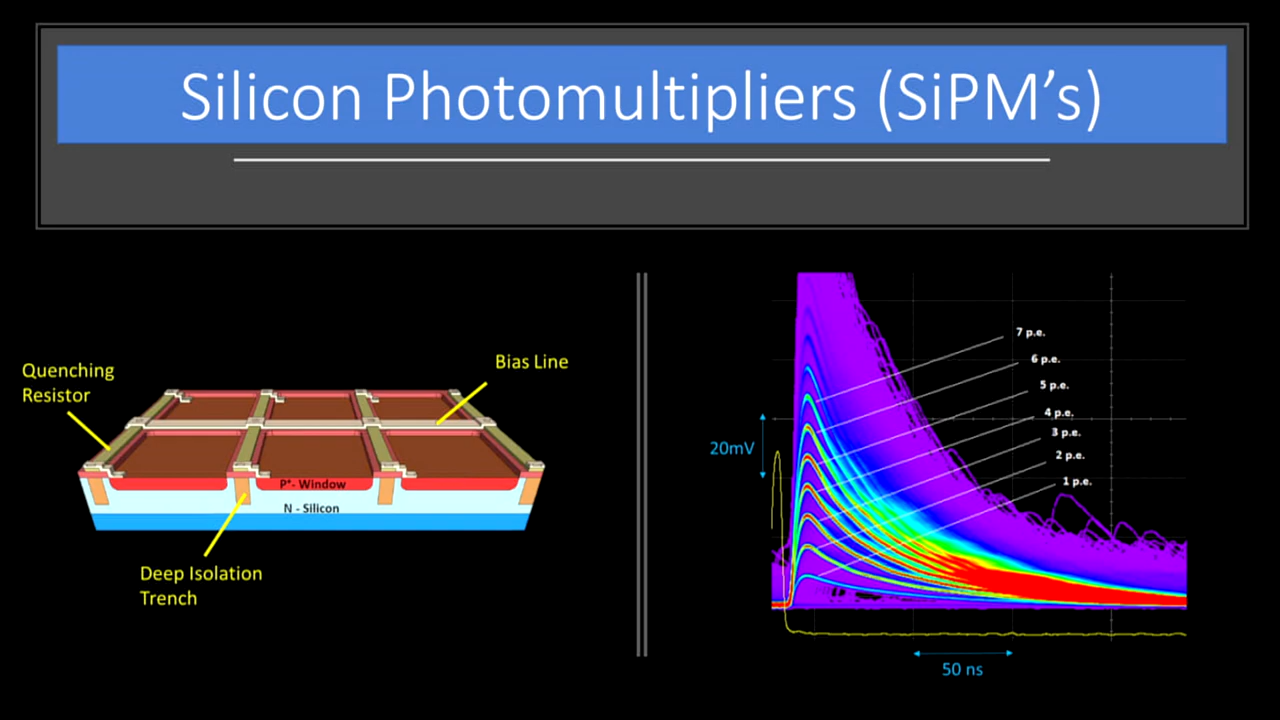 Silicon Photomultipliers (SiPM's)
Quenching
Resistor
Bias Line
P⁺- Window
N - Silicon
Deep Isolation
Trench
7 p.e.
6 p.e.
5 p.e.
4 p.e.
3 p.e.
2 p.e.
1 p.e.
20mV
50 ns